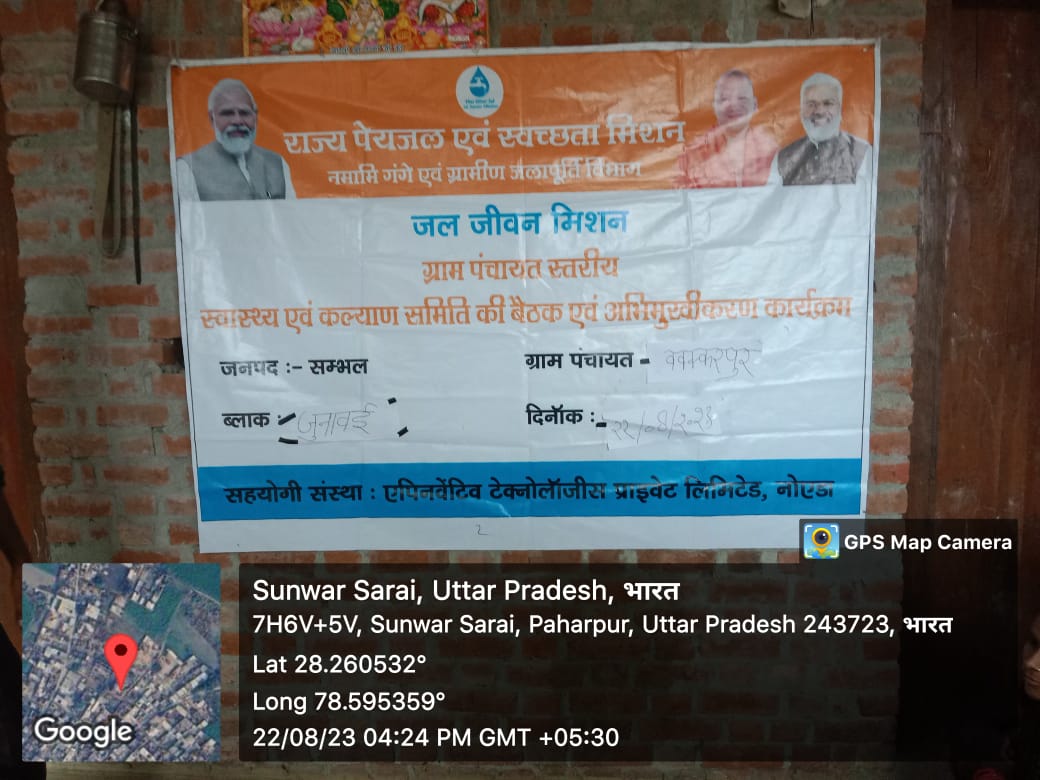 राज्य पेयजल एवं स्वच्छता मिशन
नमामि गंगे एवं ग्रामीण जलापूर्ति विभाग
जल जीवन मिशन
ग्राम पंचायत स्तरीय
स्वास्थ्य एवं कल्याण समिति की बैठक एवं अभिमुखीकरण कार्यक्रम
जनपद :- सम्भल
ग्राम पंचायत -
ब्लाक :- जुनावई
दिनाँक :-
सहयोगी संस्था : एपिनवेंटिव टेक्नोलॉजीस प्राइवेट लिमिटेड, नोएडा
GPS Map Camera
Sunwar Sarai, Uttar Pradesh, भारत
7H6V+5V, Sunwar Sarai, Paharpur, Uttar Pradesh 243723, भारत
Lat 28.260532°
Long 78.595359°
22/08/23 04:24 PM GMT +05:30
Google